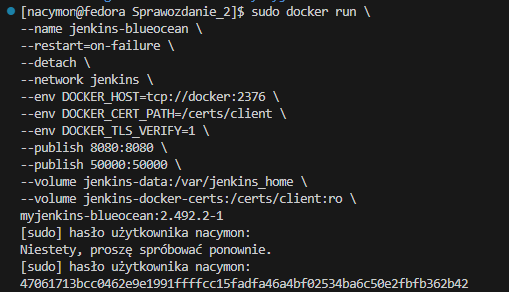 [nacymon@fedora Sprawozdanie_2]$ sudo docker run \
--name jenkins-blueocean \
--restart=on-failure \
--detach \
--network jenkins \
--env DOCKER_HOST=tcp://docker:2376 \
--env DOCKER_CERT_PATH=/certs/client \
--env DOCKER_TLS_VERIFY=1 \
--publish 8080:8080 \
--publish 50000:50000 \
--volume jenkins-data:/var/jenkins_home \
--volume jenkins-docker-certs:/certs/client:ro \
myjenkins-blueocean:2.492.2-1
[sudo] hasło użytkownika nacymon:
Niestety, proszę spróbować ponownie.
[sudo] hasło użytkownika nacymon:
47061713bcc0462e9e1991ffffcc15fadfa46a4bf02534ba6c50e2fbfb362b42